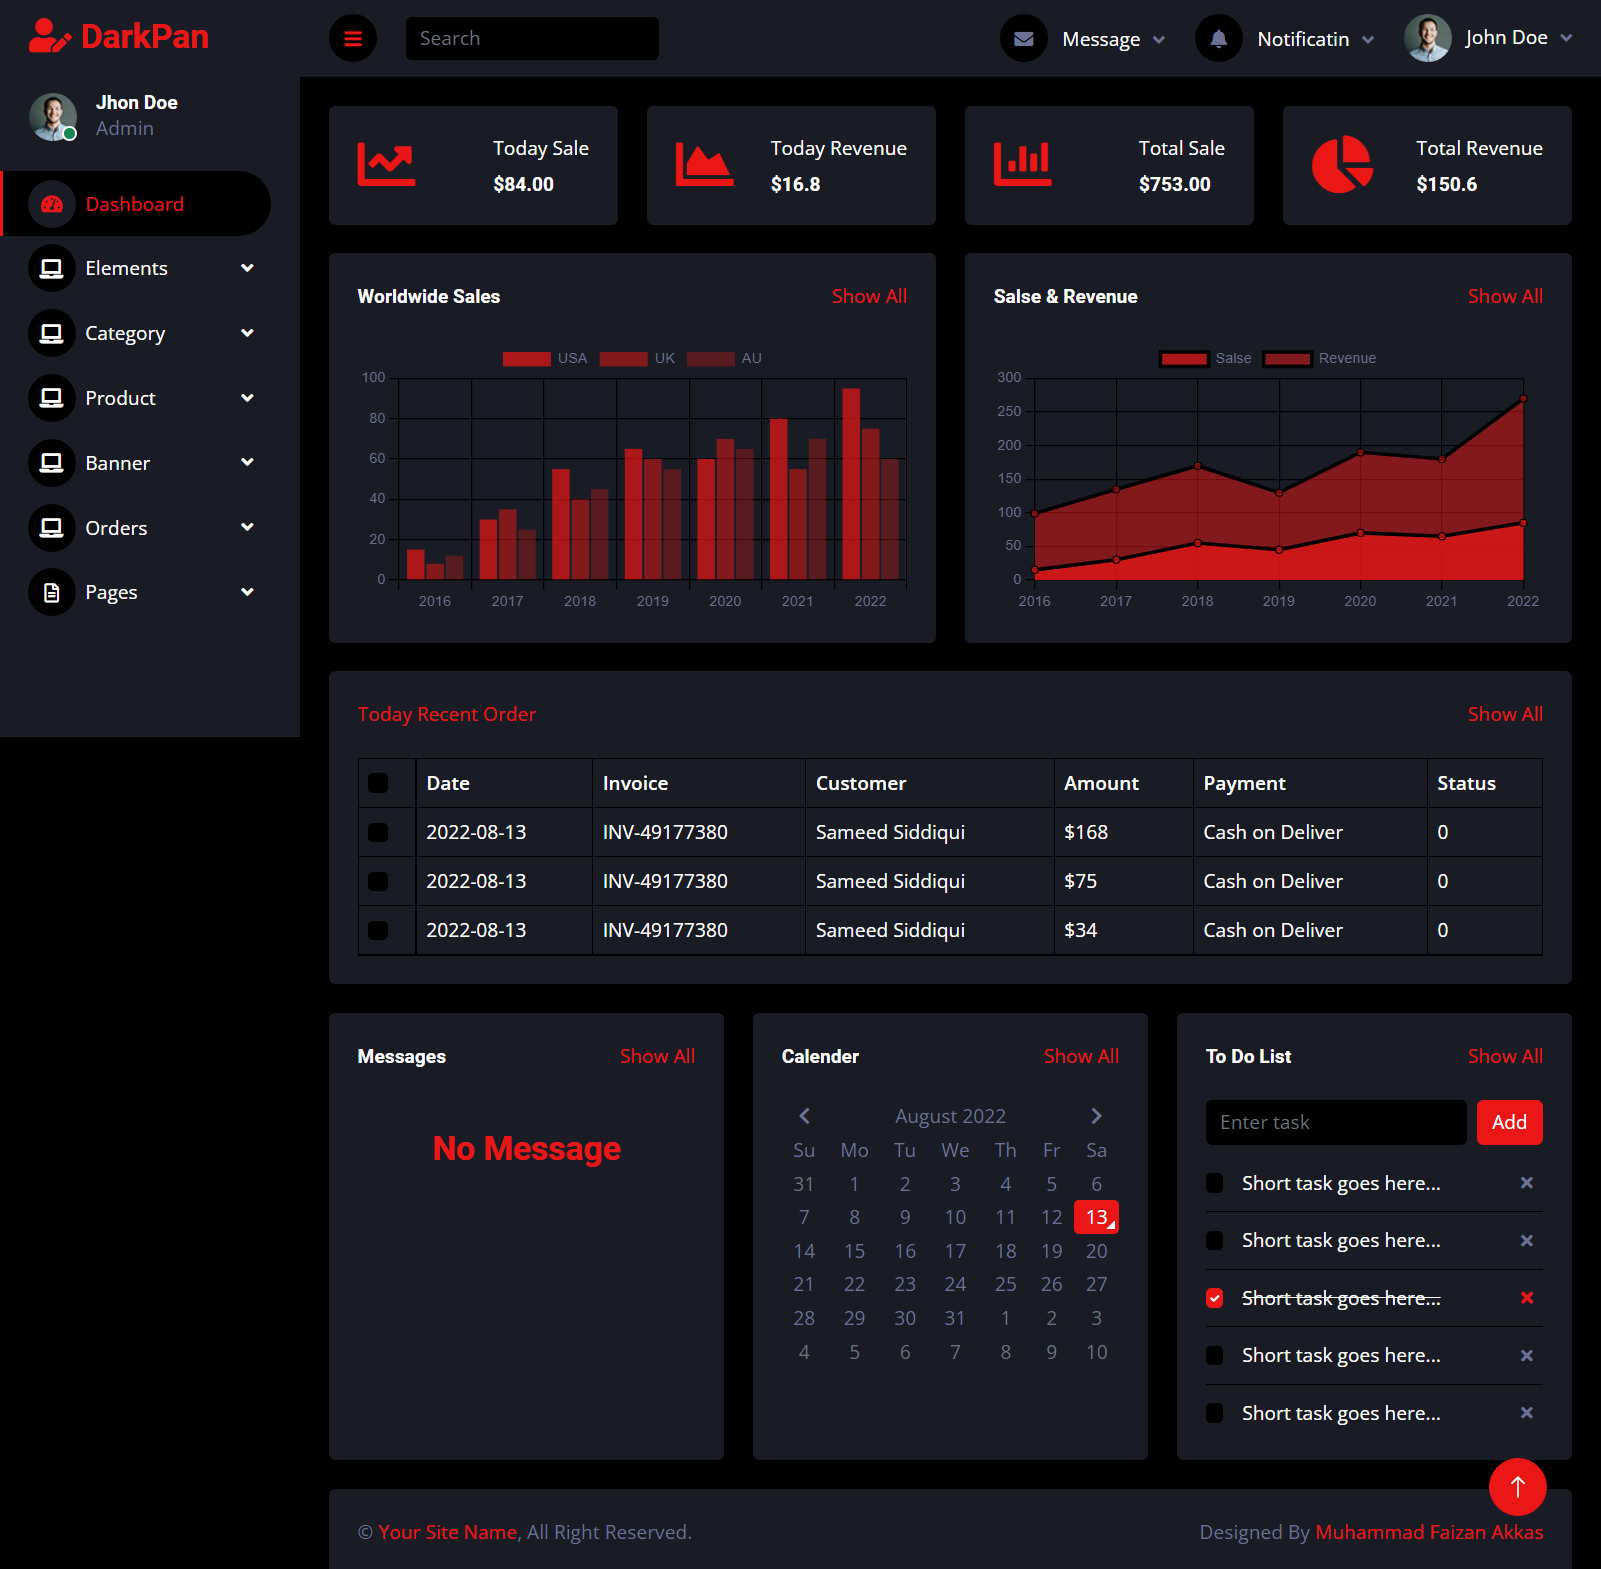 DarkPan
Search
Message
Notificatin
John Doe
Jhon Doe
Admin
Dashboard
Elements
Category
Product
Banner
Orders
Pages
Today Sale
$84.00
Today Revenue
$16.8
Total Sale
$753.00
Total Revenue
$150.6
Worldwide Sales Show All
USA UK AU
100
80
60
40
20
0
2016 2017 2018 2019 2020 2021 2022
Salse & Revenue Show All
Salse Revenue
300
250
200
150
100
50
0
2016 2017 2018 2019 2020 2021 2022
Today Recent Order Show All
Date Invoice Customer Amount Payment Status
2022-08-13 INV-49177380 Sameed Siddiqui $168 Cash on Deliver 0
2022-08-13 INV-49177380 Sameed Siddiqui $75 Cash on Deliver 0
2022-08-13 INV-49177380 Sameed Siddiqui $34 Cash on Deliver 0
Messages Show All
No Message
Calender Show All
August 2022
Su Mo Tu We Th Fr Sa
31 1 2 3 4 5 6
7 8 9 10 11 12 13
14 15 16 17 18 19 20
21 22 23 24 25 26 27
28 29 30 31 1 2 3
4 5 6 7 8 9 10
To Do List Show All
Enter task Add
Short task goes here...
Short task goes here...
Short task goes here...
Short task goes here...
Short task goes here...
© Your Site Name, All Right Reserved.
Designed By Muhammad Faizan Akkas